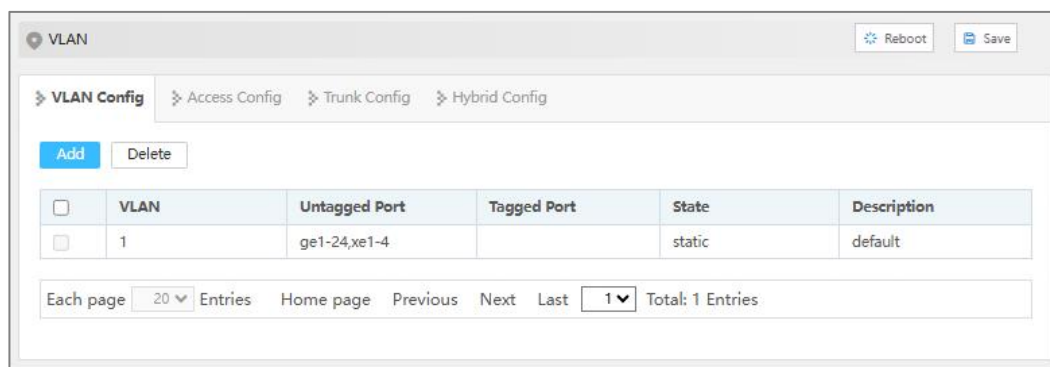 VLAN Reboot Save
VLAN Config Access Config Trunk Config Hybrid Config
Add Delete
VLAN Untagged Port Tagged Port State Description
1 ge1-24,xe1-4 static default
Each page 20 Entries Home page Previous Next Last 1 Total: 1 Entries